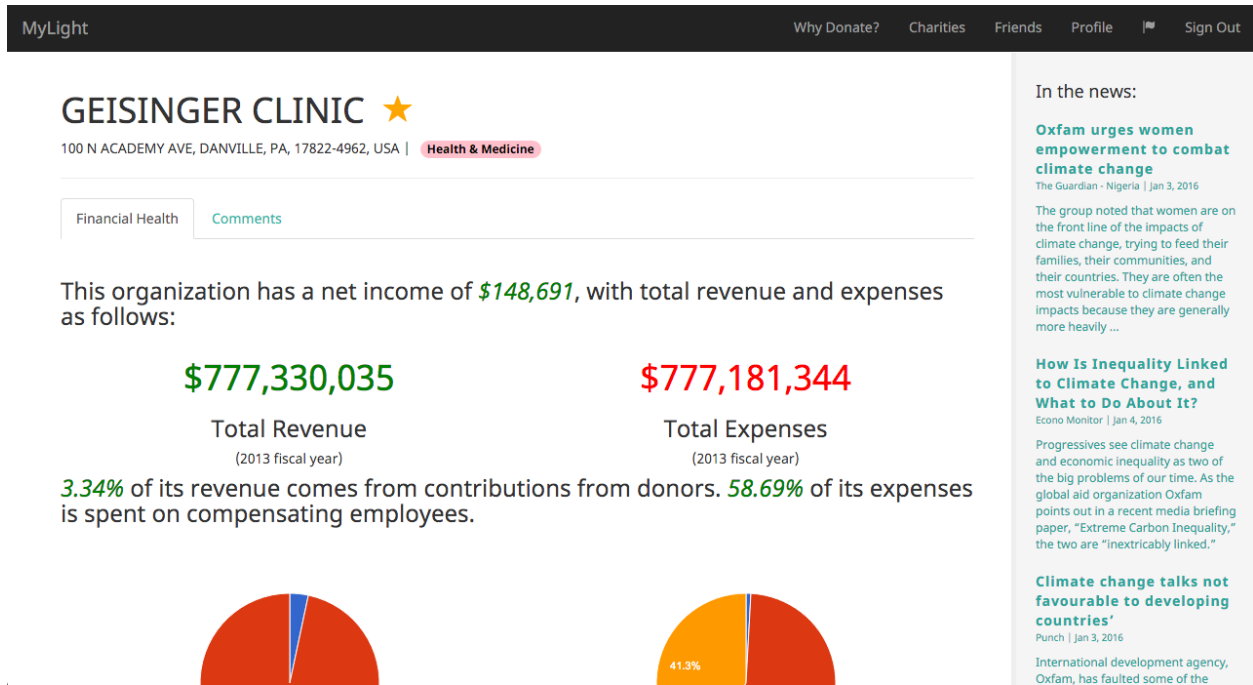 MyLight
Why Donate? Charities Friends Profile Sign Out
GEISINGER CLINIC
100 N ACADEMY AVE, DANVILLE, PA, 17822-4962, USA | Health & Medicine
Financial Health Comments
This organization has a net income of $148,691, with total revenue and expenses
as follows:
$777,330,035
Total Revenue
(2013 fiscal year)
$777,181,344
Total Expenses
(2013 fiscal year)
3.34% of its revenue comes from contributions from donors. 58.69% of its expenses
is spent on compensating employees.
41.3%
In the news:
Oxfam urges women
empowerment to combat
climate change
The Guardian - Nigeria | Jan 3, 2016
The group noted that women are on
the front line of the impacts of
climate change, trying to feed their
families, their communities, and
their countries. They are often the
most vulnerable to climate change
impacts because they are generally
more heavily ...
How Is Inequality Linked
to Climate Change, and
What to Do About It?
Econo Monitor | Jan 4, 2016
Progressives see climate change
and economic inequality as two of
the big problems of our time. As the
global aid organization Oxfam
points out in a recent media briefing
paper, “Extreme Carbon Inequality,”
the two are “inextricably linked.”
Climate change talks not
favourable to developing
countries’
Punch | Jan 3, 2016
International development agency,
Oxfam, has faulted some of the